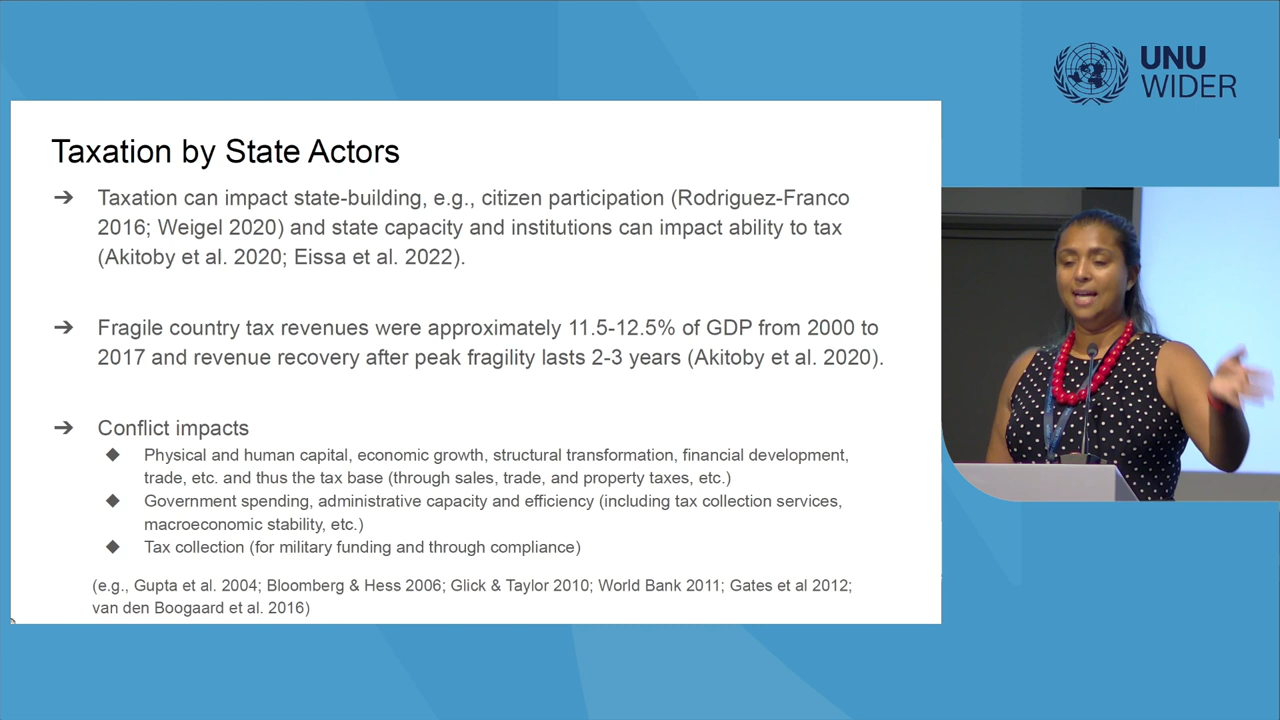 UNU
WIDER
Taxation by State Actors
➔ Taxation can impact state-building, e.g., citizen participation (Rodriguez-Franco
2016; Weigel 2020) and state capacity and institutions can impact ability to tax
(Akitoby et al. 2020; Eissa et al. 2022).
➔ Fragile country tax revenues were approximately 11.5-12.5% of GDP from 2000 to
2017 and revenue recovery after peak fragility lasts 2-3 years (Akitoby et al. 2020).
➔ Conflict impacts
◆ Physical and human capital, economic growth, structural transformation, financial development,
trade, etc. and thus the tax base (through sales, trade, and property taxes, etc.)
◆ Government spending, administrative capacity and efficiency (including tax collection services,
macroeconomic stability, etc.)
◆ Tax collection (for military funding and through compliance)
(e.g., Gupta et al. 2004; Bloomberg & Hess 2006; Glick & Taylor 2010; World Bank 2011; Gates et al 2012;
van den Boogaard et al. 2016)